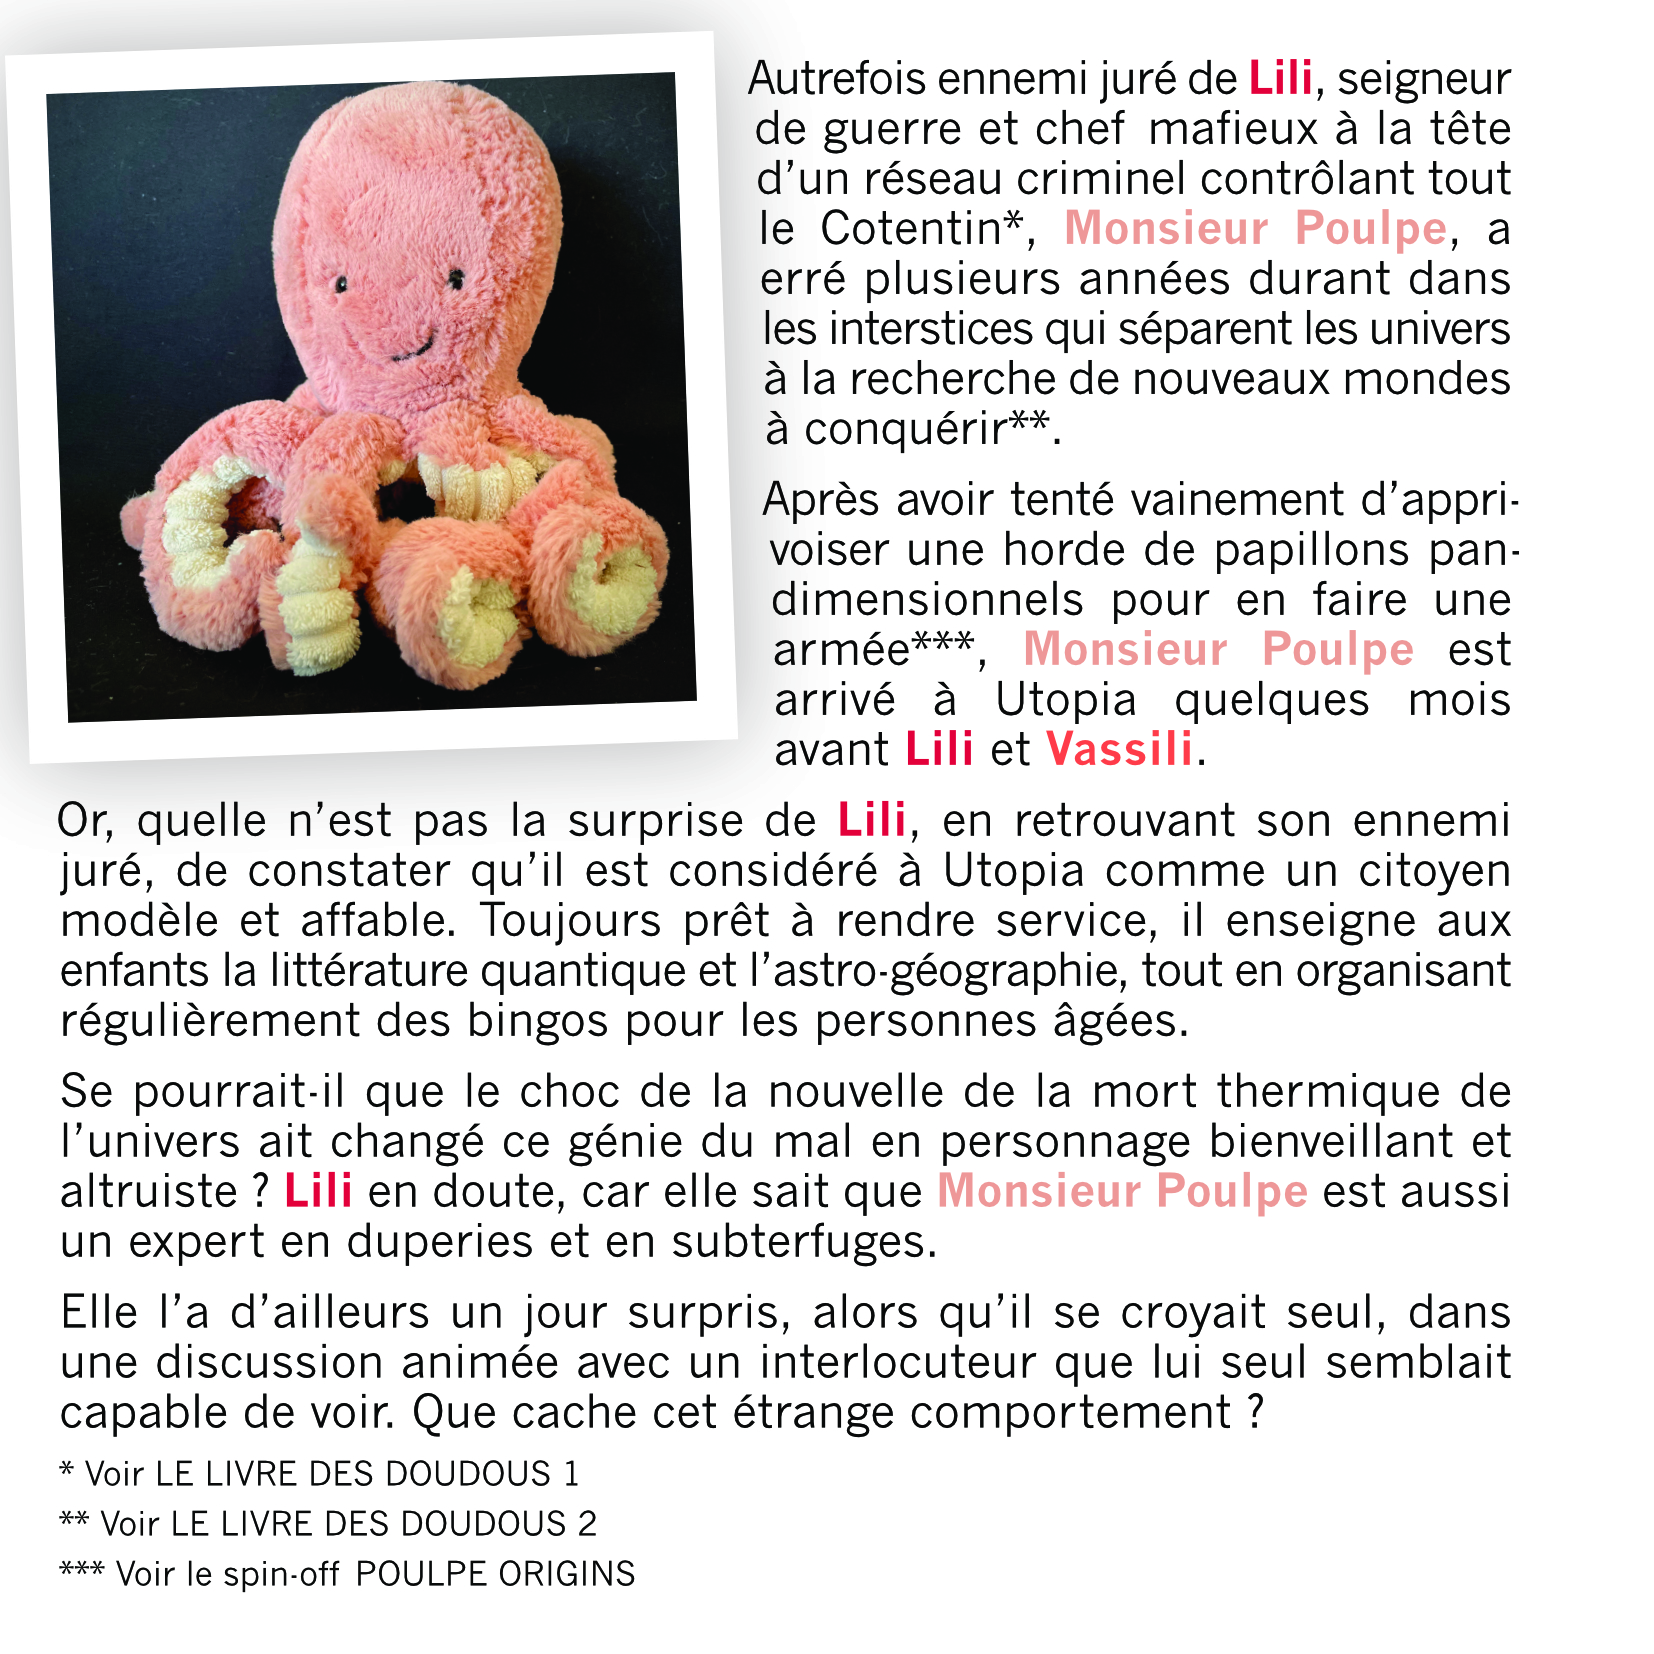 Autrefois ennemi juré de Lili, seigneur
de guerre et chef mafieux à la tête
d’un réseau criminel contrôlant tout
le Cotentin*, Monsieur Poulpe, a
erré plusieurs années durant dans
les interstices qui séparent les univers
à la recherche de nouveaux mondes
à conquérir**.
Après avoir tenté vainement d’appri-
voiser une horde de papillons pan-
dimensionnels pour en faire une
armée***, Monsieur Poulpe est
arrivé à Utopia quelques mois
avant Lili et Vassili.
Or, quelle n’est pas la surprise de Lili, en retrouvant son ennemi
juré, de constater qu’il est considéré à Utopia comme un citoyen
modèle et affable. Toujours prêt à rendre service, il enseigne aux
enfants la littérature quantique et l’astro-géographie, tout en organisant
régulièrement des bingos pour les personnes âgées.
Se pourrait-il que le choc de la nouvelle de la mort thermique de
l’univers ait changé ce génie du mal en personnage bienveillant et
altruiste ? Lili en doute, car elle sait que Monsieur Poulpe est aussi
un expert en duperies et en subterfuges.
Elle l’a d’ailleurs un jour surpris, alors qu’il se croyait seul, dans
une discussion animée avec un interlocuteur que lui seul semblait
capable de voir. Que cache cet étrange comportement ?
* Voir LE LIVRE DES DOUDOUS 1
** Voir LE LIVRE DES DOUDOUS 2
*** Voir le spin-off POULPE ORIGINS